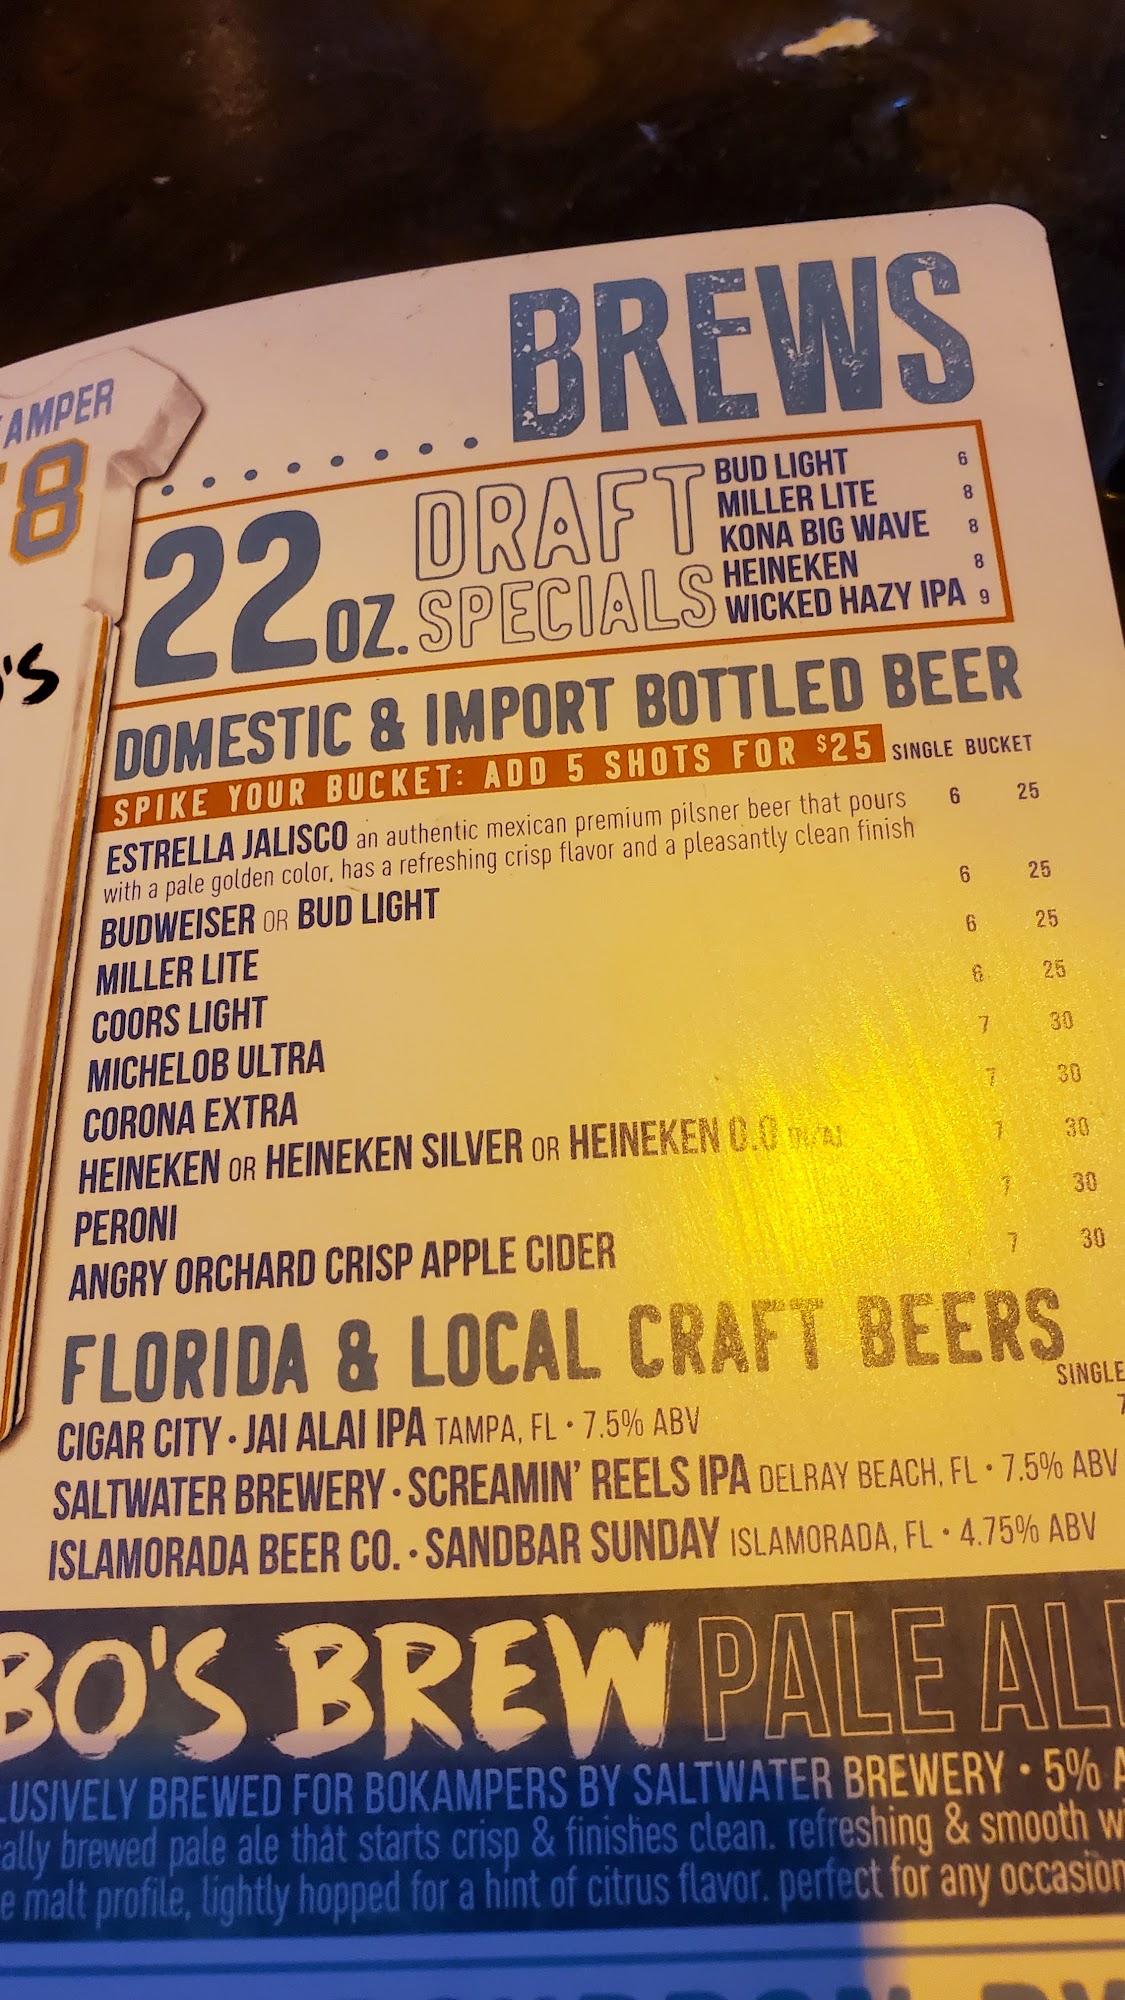 AMPER
8
'S
BREWS
22 OZ. DRAFT SPECIALS
BUD LIGHT 6
MILLER LITE 8
KONA BIG WAVE 8
HEINEKEN 8
WICKED HAZY IPA 9
DOMESTIC & IMPORT BOTTLED BEER
SPIKE YOUR BUCKET: ADD 5 SHOTS FOR $25 SINGLE BUCKET
ESTRELLA JALISCO an authentic mexican premium pilsner beer that pours 6 25
with a pale golden color, has a refreshing crisp flavor and a pleasantly clean finish
BUDWEISER OR BUD LIGHT 6 25
MILLER LITE 6 25
COORS LIGHT 6 25
MICHELOB ULTRA 7 30
CORONA EXTRA 7 30
HEINEKEN OR HEINEKEN SILVER OR HEINEKEN 0.0 7 30
PERONI 7 30
ANGRY ORCHARD CRISP APPLE CIDER 7 30
FLORIDA & LOCAL CRAFT BEERS
SINGLE
CIGAR CITY • JAI ALAI IPA TAMPA, FL • 7.5% ABV 7
SALTWATER BREWERY • SCREAMIN' REELS IPA DELRAY BEACH, FL • 7.5% ABV
ISLAMORADA BEER CO. • SANDBAR SUNDAY ISLAMORADA, FL • 4.75% ABV
BO'S BREW PALE AL
LUSIVELY BREWED FOR BOKAMPERS BY SALTWATER BREWERY • 5% A
ally brewed pale ale that starts crisp & finishes clean. refreshing & smooth w
e malt profile, lightly hopped for a hint of citrus flavor. perfect for any occasion